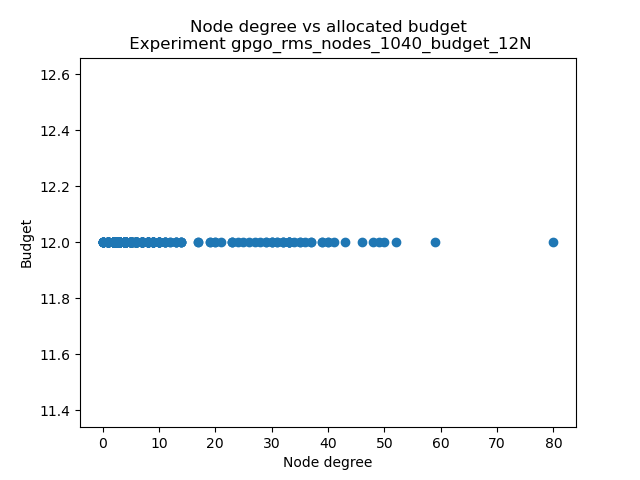 Node degree vs allocated budget
Experiment gpgo_rms_nodes_1040_budget_12N
12.6
12.4
12.2
12.0
11.8
11.6
11.4
Budget
0 10 20 30 40 50 60 70 80
Node degree